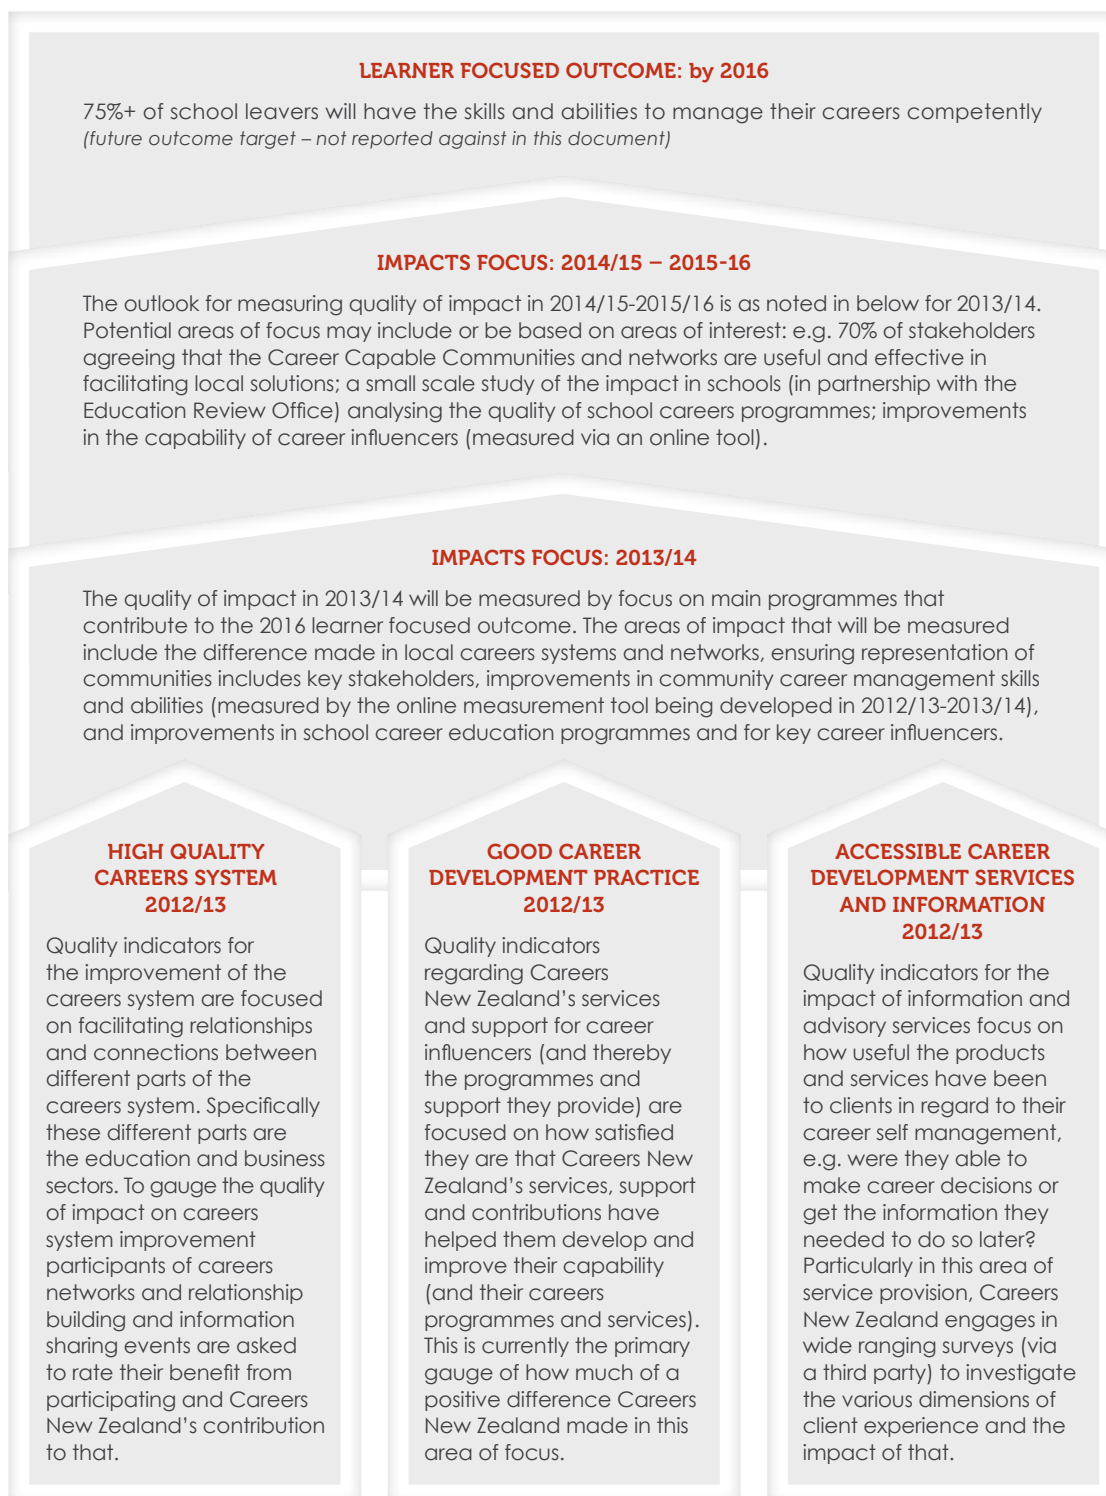 LEARNER FOCUSED OUTCOME: by 2016
75%+ of school leavers will have the skills and abilities to manage their careers competently
(future outcome target – not reported against in this document)
IMPACTS FOCUS: 2014/15 – 2015-16
The outlook for measuring quality of impact in 2014/15-2015/16 is as noted in below for 2013/14.
Potential areas of focus may include or be based on areas of interest: e.g. 70% of stakeholders
agreeing that the Career Capable Communities and networks are useful and effective in
facilitating local solutions; a small scale study of the impact in schools (in partnership with the
Education Review Office) analysing the quality of school careers programmes; improvements
in the capability of career influencers (measured via an online tool).
IMPACTS FOCUS: 2013/14
The quality of impact in 2013/14 will be measured by focus on main programmes that
contribute to the 2016 learner focused outcome. The areas of impact that will be measured
include the difference made in local careers systems and networks, ensuring representation of
communities includes key stakeholders, improvements in community career management skills
and abilities (measured by the online measurement tool being developed in 2012/13-2013/14),
and improvements in school career education programmes and for key career influencers.
HIGH QUALITY
CAREERS SYSTEM
2012/13
Quality indicators for
the improvement of the
careers system are focused
on facilitating relationships
and connections between
different parts of the
careers system. Specifically
these different parts are
the education and business
sectors. To gauge the quality
of impact on careers
system improvement
participants of careers
networks and relationship
building and information
sharing events are asked
to rate their benefit from
participating and Careers
New Zealand's contribution
to that.
GOOD CAREER
DEVELOPMENT PRACTICE
2012/13
Quality indicators
regarding Careers
New Zealand's services
and support for career
influencers (and thereby
the programmes and
support they provide) are
focused on how satisfied
they are that Careers New
Zealand's services, support
and contributions have
helped them develop and
improve their capability
(and their careers
programmes and services).
This is currently the primary
gauge of how much of a
positive difference Careers
New Zealand made in this
area of focus.
ACCESSIBLE CAREER
DEVELOPMENT SERVICES
AND INFORMATION
2012/13
Quality indicators for the
impact of information and
advisory services focus on
how useful the products
and services have been
to clients in regard to their
career self management,
e.g. were they able to
make career decisions or
get the information they
needed to do so later?
Particularly in this area of
service provision, Careers
New Zealand engages in
wide ranging surveys (via
a third party) to investigate
the various dimensions of
client experience and the
impact of that.